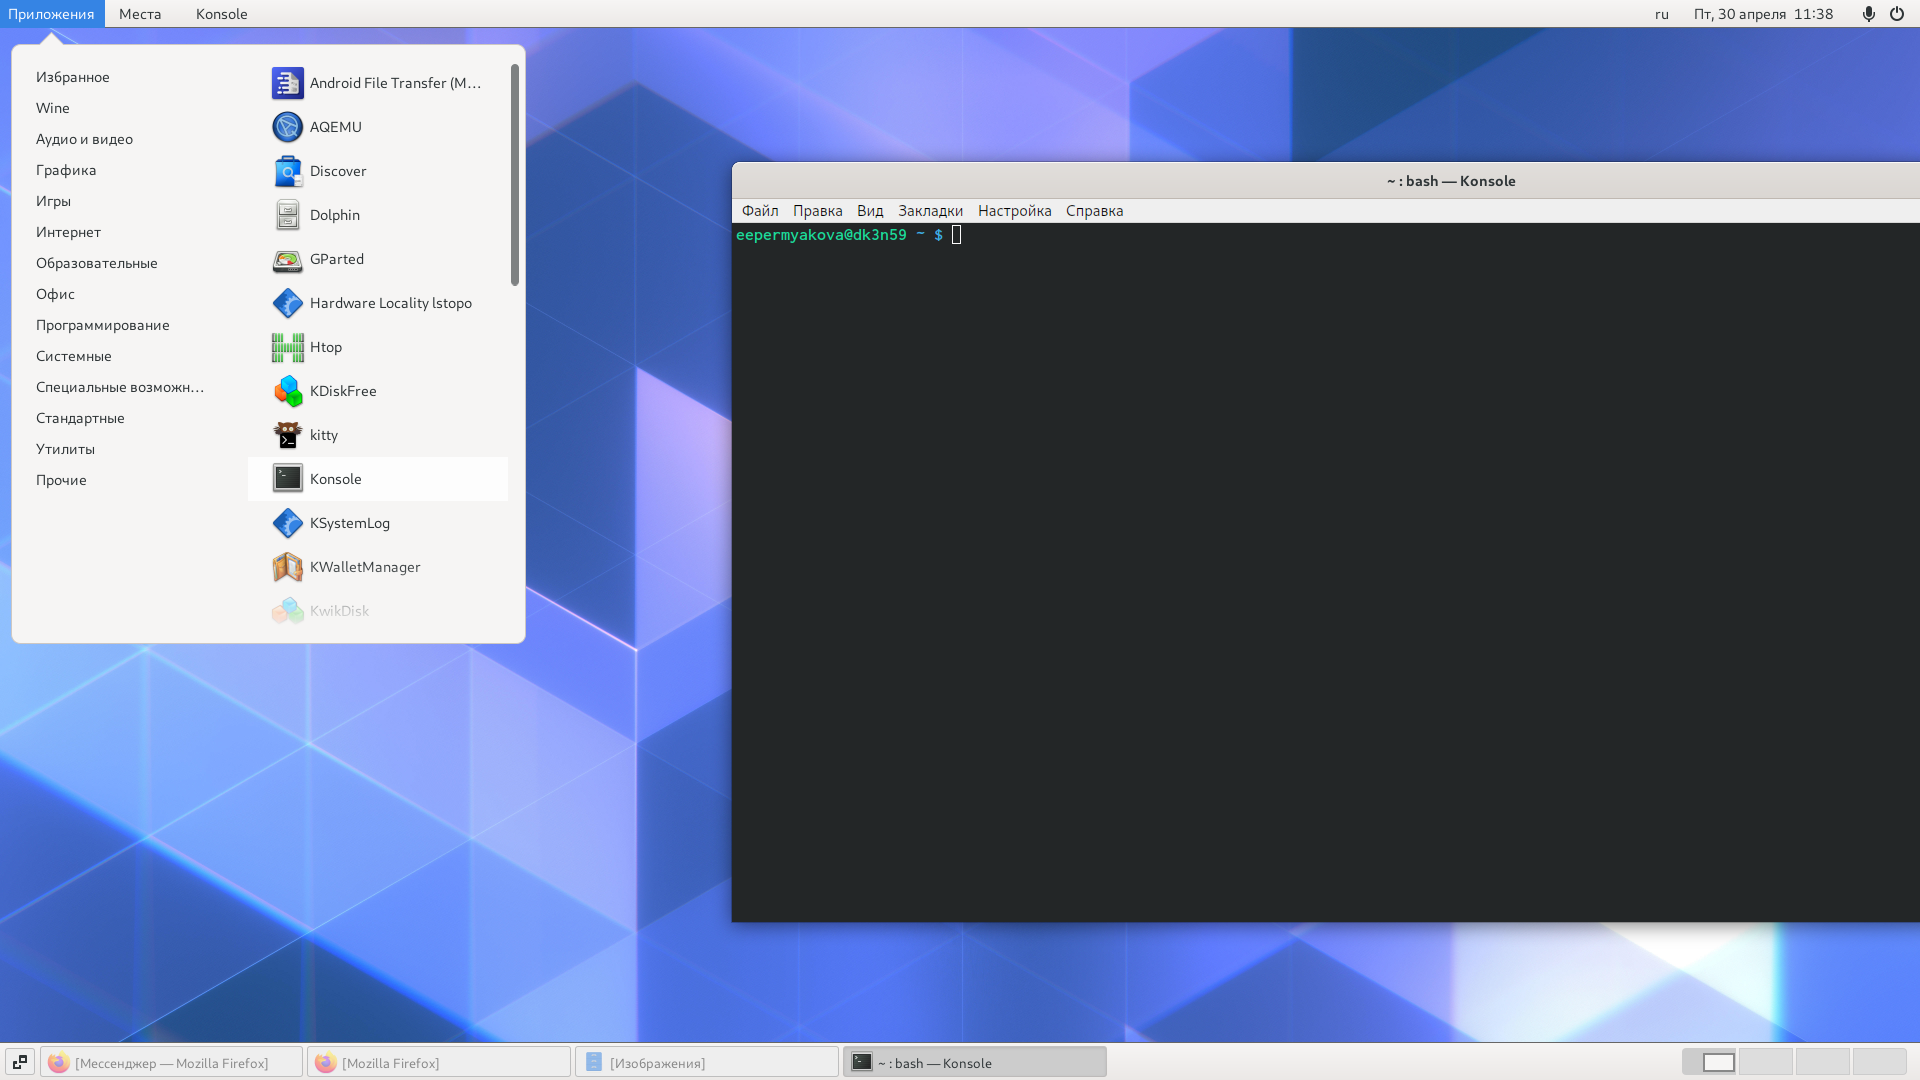 Приложения Места Konsole ru Пт, 30 апреля 11:38
Избранное
Wine
Аудио и видео
Графика
Игры
Интернет
Образовательные
Офис
Программирование
Системные
Специальные возможн...
Стандартные
Утилиты
Прочие
Android File Transfer (M...
AQEMU
Discover
Dolphin
GParted
Hardware Locality lstopo
Htop
KDiskFree
kitty
Konsole
KSystemLog
KWalletManager
KwikDisk
~ : bash — Konsole
Файл Правка Вид Закладки Настройка Справка
eepermyakova@dk3n59 ~ $
[Мессенджер — Mozilla Firefox] [Mozilla Firefox] [Изображения] ~ : bash — Konsole